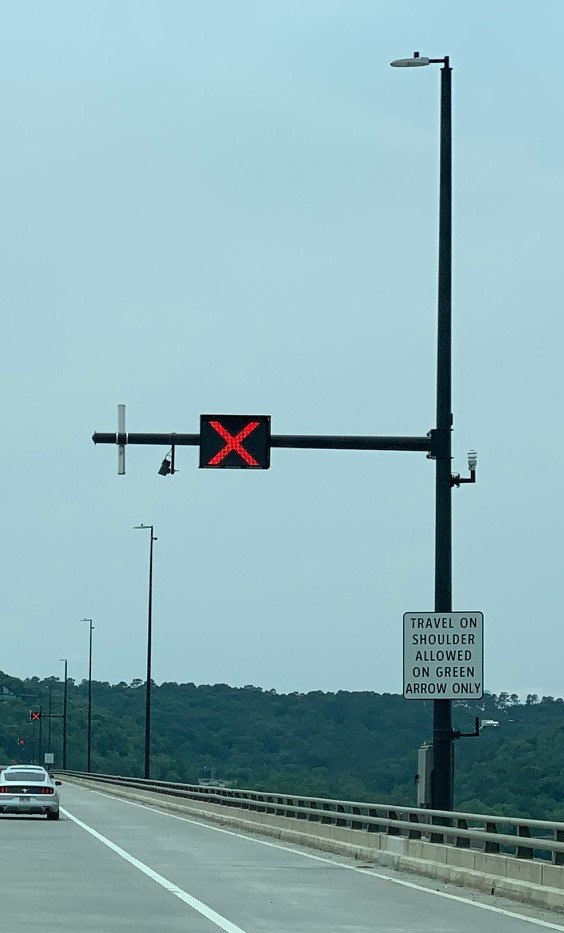 TRAVEL ON
SHOULDER
ALLOWED
ON GREEN
ARROW ONLY